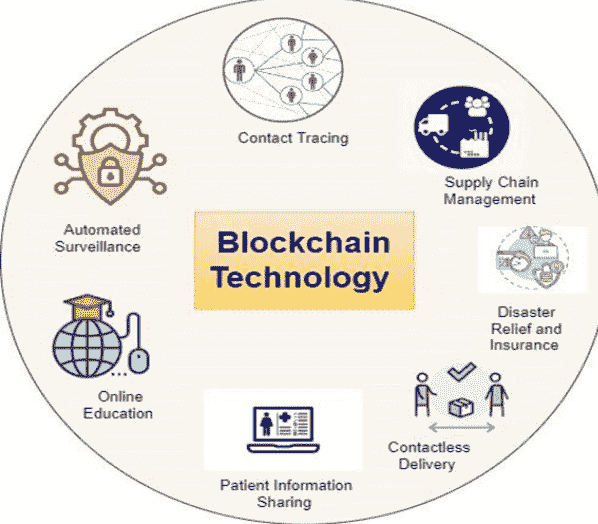 Contact Tracing
Supply Chain
Management
Automated
Surveillance
Blockchain
Technology
Disaster
Relief and
Insurance
Online
Education
Contactless
Delivery
Patient Information
Sharing